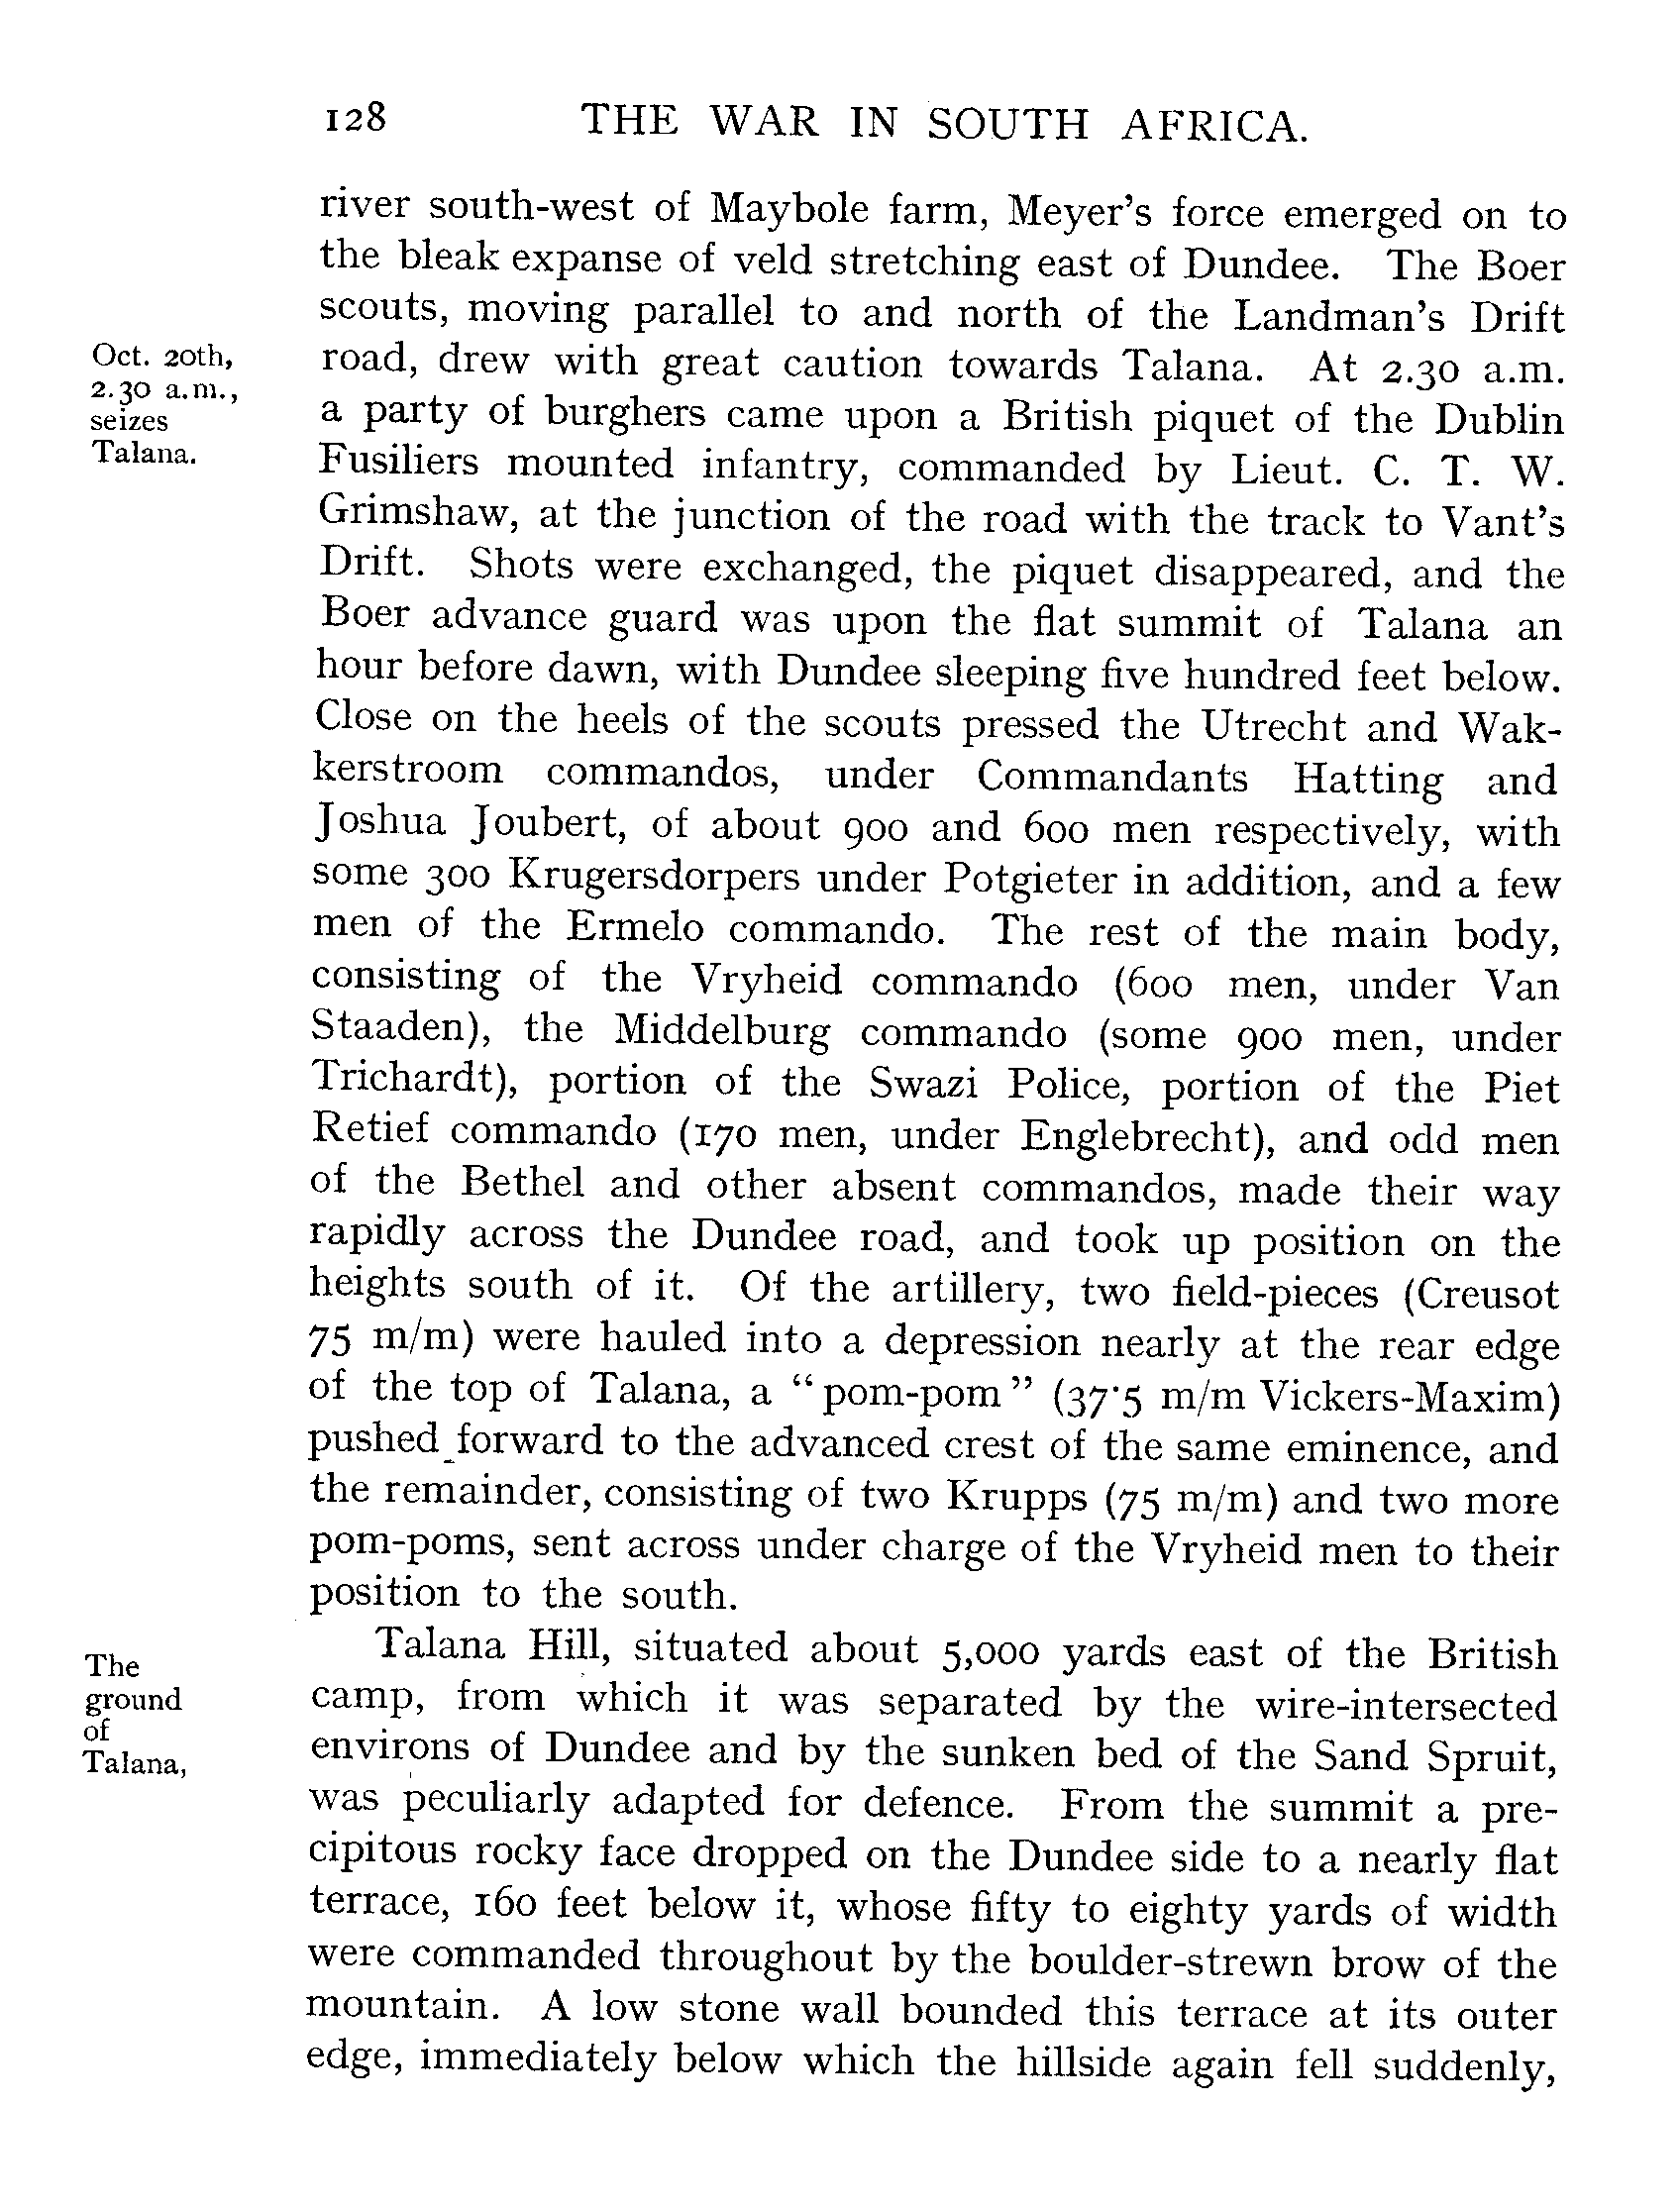 128 THE WAR IN SOUTH AFRICA.
river south-west of Maybole farm, Meyer's force emerged on to
the bleak expanse of veld stretching east of Dundee. The Boer
scouts, moving parallel to and north of the Landman's Drift
Oct. 20th,
2.30 a.m.,
seizes
Talana.
road, drew with great caution towards Talana. At 2.30 a.m.
a party of burghers came upon a British piquet of the Dublin
Fusiliers mounted infantry, commanded by Lieut. C. T. W.
Grimshaw, at the junction of the road with the track to Vant's
Drift. Shots were exchanged, the piquet disappeared, and the
Boer advance guard was upon the flat summit of Talana an
hour before dawn, with Dundee sleeping five hundred feet below.
Close on the heels of the scouts pressed the Utrecht and Wak-
kerstroom commandos, under Commandants Hatting and
Joshua Joubert, of about 900 and 600 men respectively, with
some 300 Krugersdorpers under Potgieter in addition, and a few
men of the Ermelo commando. The rest of the main body,
consisting of the Vryheid commando (600 men, under Van
Staaden), the Middelburg commando (some 900 men, under
Trichardt), portion of the Swazi Police, portion of the Piet
Retief commando (170 men, under Englebrecht), and odd men
of the Bethel and other absent commandos, made their way
rapidly across the Dundee road, and took up position on the
heights south of it. Of the artillery, two field-pieces (Creusot
75 m/m) were hauled into a depression nearly at the rear edge
of the top of Talana, a "pom-pom" (37·5 m/m Vickers-Maxim)
pushed forward to the advanced crest of the same eminence, and
the remainder, consisting of two Krupps (75 m/m) and two more
pom-poms, sent across under charge of the Vryheid men to their
position to the south.
The
ground
of
Talana,
Talana Hill, situated about 5,000 yards east of the British
camp, from which it was separated by the wire-intersected
environs of Dundee and by the sunken bed of the Sand Spruit,
was peculiarly adapted for defence. From the summit a pre-
cipitous rocky face dropped on the Dundee side to a nearly flat
terrace, 160 feet below it, whose fifty to eighty yards of width
were commanded throughout by the boulder-strewn brow of the
mountain. A low stone wall bounded this terrace at its outer
edge, immediately below which the hillside again fell suddenly,